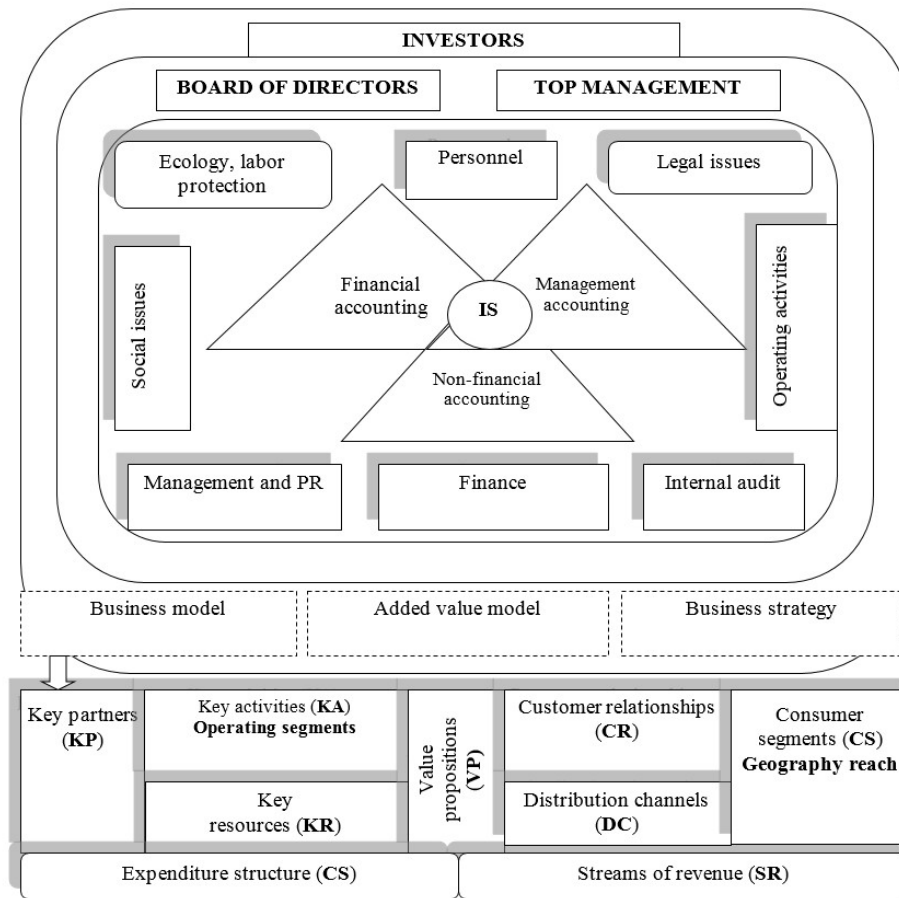 INVESTORS
BOARD OF DIRECTORS
TOP MANAGEMENT
Ecology, labor
protection
Personnel
Legal issues
Social issues
Financial
accounting
IS
Management
accounting
Operating activities
Non-financial
accounting
Management and PR
Finance
Internal audit
Business model
Added value model
Business strategy
Key partners
(KP)
Key activities (KA)
Operating segments
Key
resources (KR)
Value
propositions
(VP)
Customer relationships
(CR)
Distribution channels
(DC)
Consumer
segments (CS)
Geography reach
Expenditure structure (CS)
Streams of revenue (SR)